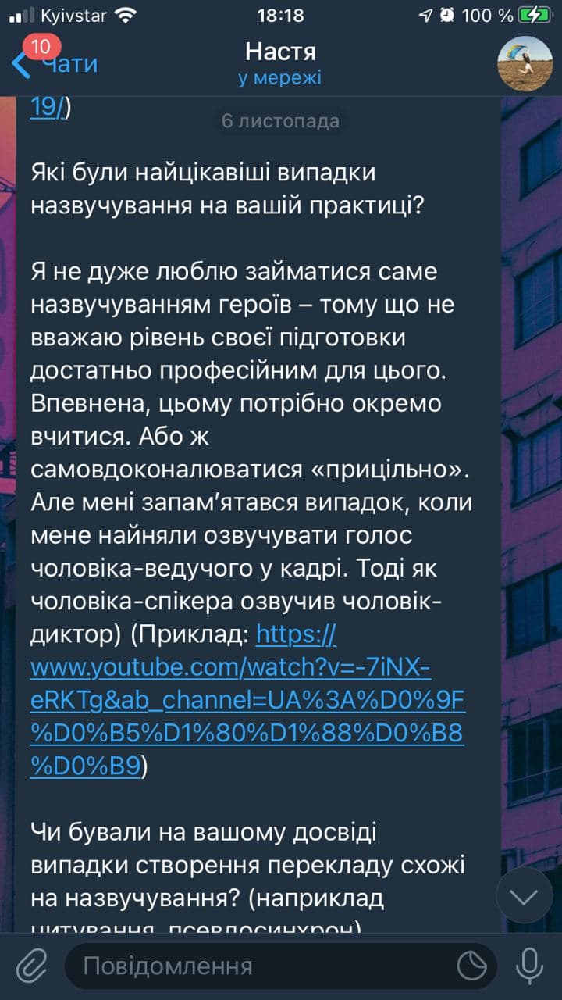 Kyivstar 18:18 100 %
10
Чати
Настя
у мережі
19/)
6 листопада
Які були найцікавіші випадки
назвучування на вашій практиці?
Я не дуже люблю займатися саме
назвучуванням героїв – тому що не
вважаю рівень своєї підготовки
достатньо професійним для цього.
Впевнена, цьому потрібно окремо
вчитися. Або ж
самовдоконалюватися «прицільно».
Але мені запам’ятався випадок, коли
мене найняли озвучувати голос
чоловіка-ведучого у кадрі. Тоді як
чоловіка-спікера озвучив чоловік-
диктор) (Приклад: https://
www.youtube.com/watch?v=-7iNX-
eRKTg&ab_channel=UA%3A%D0%9F
%D0%B5%D1%80%D1%88%D0%B8
%D0%B9)
Чи бували на вашому досвіді
випадки створення перекладу схожі
на назвучування? (наприклад
цитування, псевдосинхрон)
Повідомлення